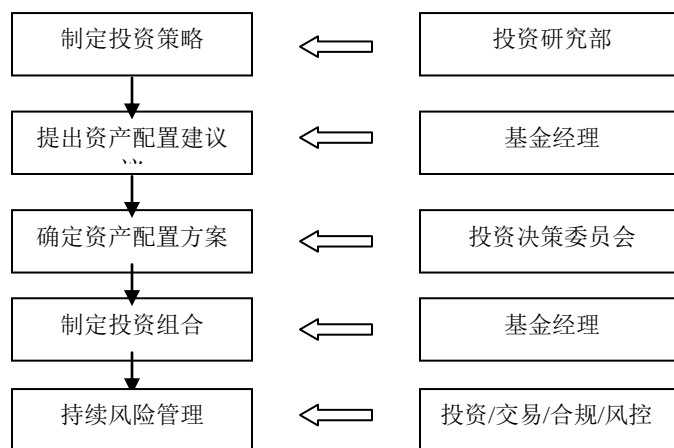 制定投资策略
投资研究部
提出资产配置建议
基金经理
确定资产配置方案
投资决策委员会
制定投资组合
基金经理
持续风险管理
投资/交易/合规/风控